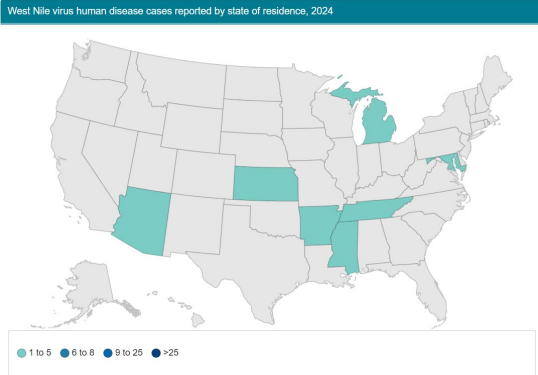 West Nile virus human disease cases reported by state of residence, 2024
1 to 5 6 to 8 9 to 25 >25